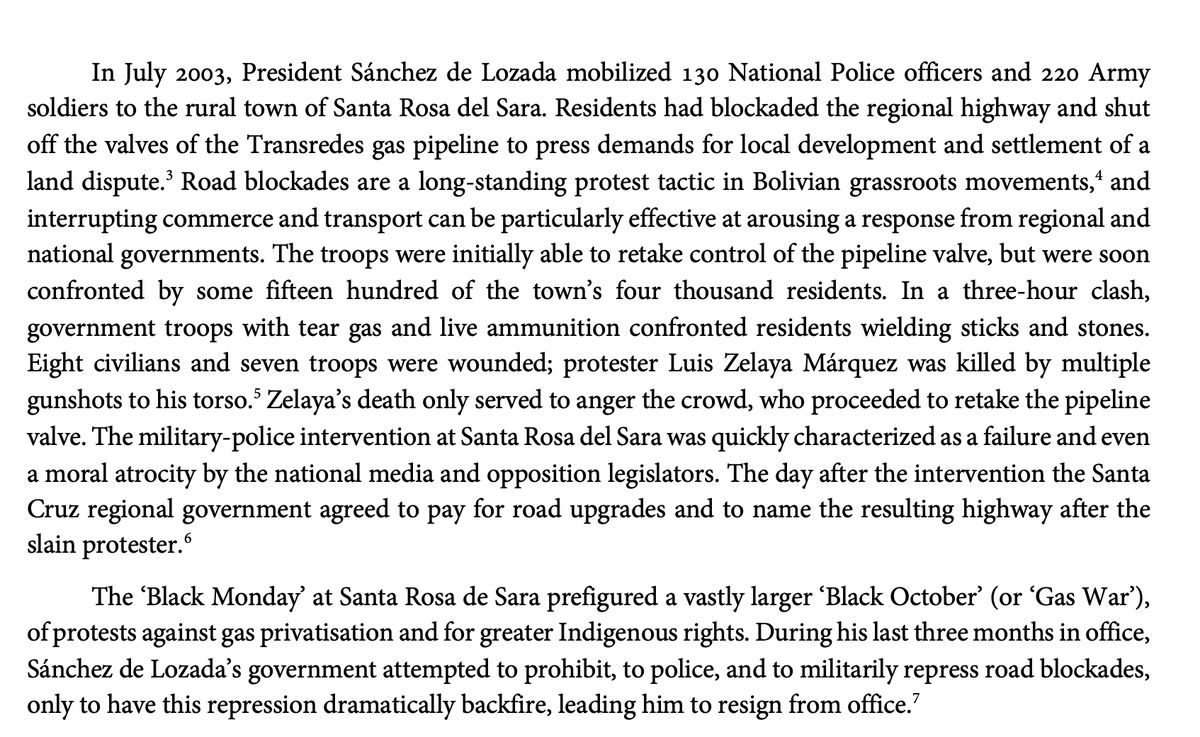 In July 2003, President Sánchez de Lozada mobilized 130 National Police officers and 220 Army
soldiers to the rural town of Santa Rosa del Sara. Residents had blockaded the regional highway and shut
off the valves of the Transredes gas pipeline to press demands for local development and settlement of a
land dispute.³ Road blockades are a long-standing protest tactic in Bolivian grassroots movements,⁴ and
interrupting commerce and transport can be particularly effective at arousing a response from regional and
national governments. The troops were initially able to retake control of the pipeline valve, but were soon
confronted by some fifteen hundred of the town’s four thousand residents. In a three-hour clash,
government troops with tear gas and live ammunition confronted residents wielding sticks and stones.
Eight civilians and seven troops were wounded; protester Luis Zelaya Márquez was killed by multiple
gunshots to his torso.⁵ Zelaya’s death only served to anger the crowd, who proceeded to retake the pipeline
valve. The military-police intervention at Santa Rosa del Sara was quickly characterized as a failure and even
a moral atrocity by the national media and opposition legislators. The day after the intervention the Santa
Cruz regional government agreed to pay for road upgrades and to name the resulting highway after the
slain protester.⁶
The ‘Black Monday’ at Santa Rosa de Sara prefigured a vastly larger ‘Black October’ (or ‘Gas War’),
of protests against gas privatisation and for greater Indigenous rights. During his last three months in office,
Sánchez de Lozada’s government attempted to prohibit, to police, and to militarily repress road blockades,
only to have this repression dramatically backfire, leading him to resign from office.⁷